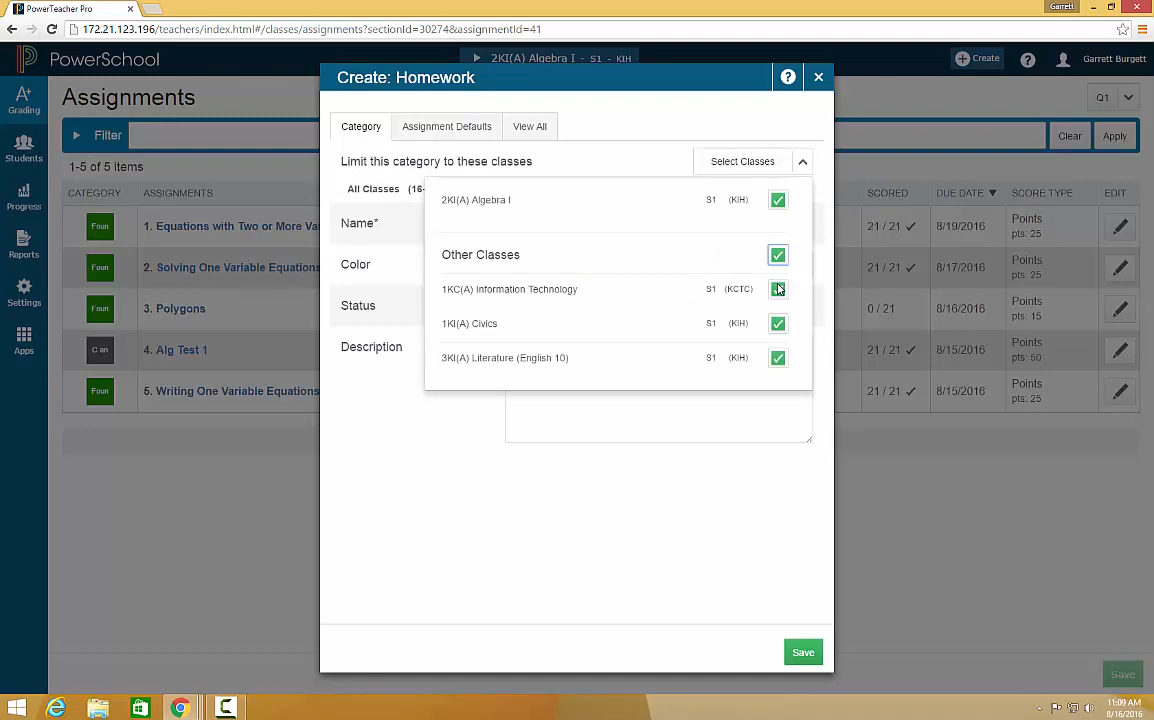 PowerTeacher Pro
Garrett
172.21.123.196/teachers/index.html#/classes/assignments?sectionId=30274&assignmentId=41
PowerSchool
2KI(A) Algebra I - S1 - KIH
Create
?
Garrett Burgett
A+
Grading
Students
Progress
Reports
Settings
Apps
Assignments
Q1
Filter
Clear
Apply
1-5 of 5 items
CATEGORY
ASSIGNMENTS
SCORED
DUE DATE
SCORE TYPE
EDIT
Foun
1. Equations with Two or More Va
21 / 21
8/19/2016
Points
pts: 25
Foun
2. Solving One Variable Equations
21 / 21
8/17/2016
Points
pts: 25
Foun
3. Polygons
0 / 21
8/16/2016
Points
pts: 15
C an
4. Alg Test 1
21 / 21
8/15/2016
Points
pts: 50
Foun
5. Writing One Variable Equations
21 / 21
8/15/2016
Points
pts: 25
Save
Create: Homework
?
Category
Assignment Defaults
View All
Limit this category to these classes
Select Classes
All Classes (16-
Name*
Color
Status
Description
2KI(A) Algebra I S1 (KIH)
Other Classes
1KC(A) Information Technology S1 (KCTC)
1KI(A) Civics S1 (KIH)
3KI(A) Literature (English 10) S1 (KIH)
Save
11:09 AM
8/16/2016